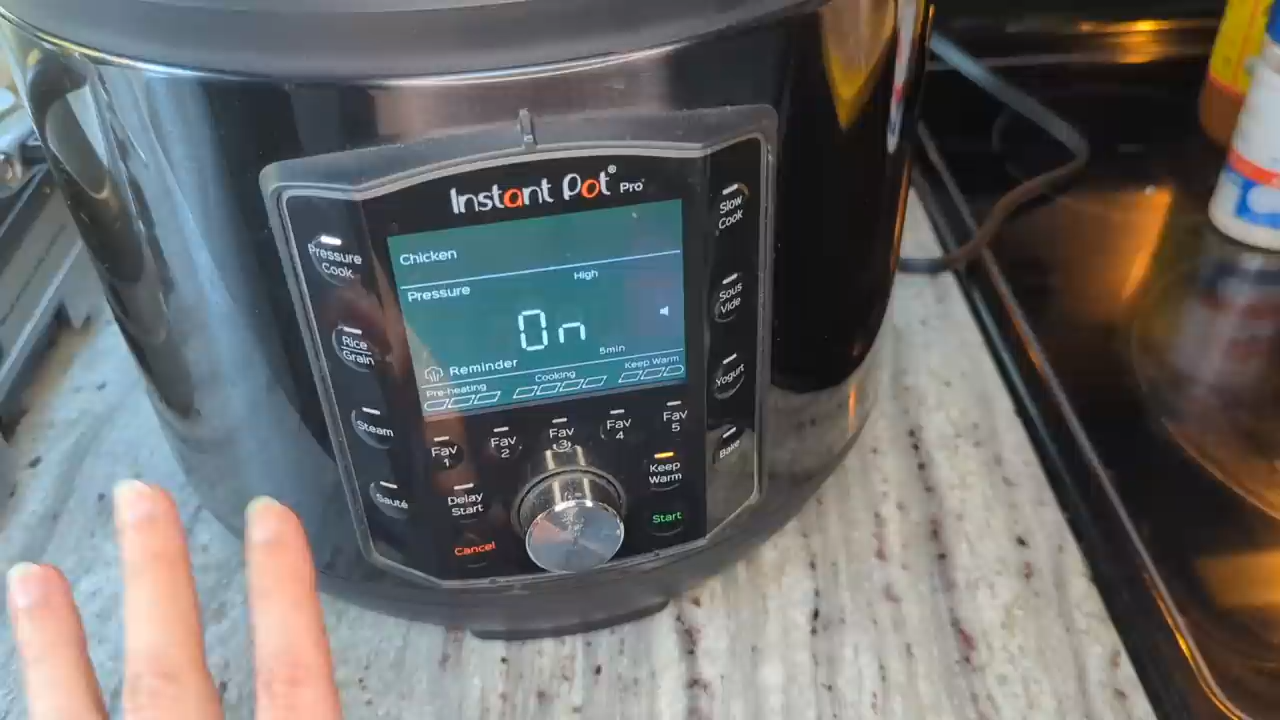 Instant Pot® Pro™
Pressure
Cook
Rice
Grain
Steam
Sauté
Chicken
High
Pressure
On
Reminder
5min
Pre-heating
Cooking
Keep Warm
Slow
Cook
Sous
Vide
Yogurt
Bake
Fav
1
Fav
2
Fav
3
Fav
4
Fav
5
Delay
Start
Keep
Warm
Cancel
Start